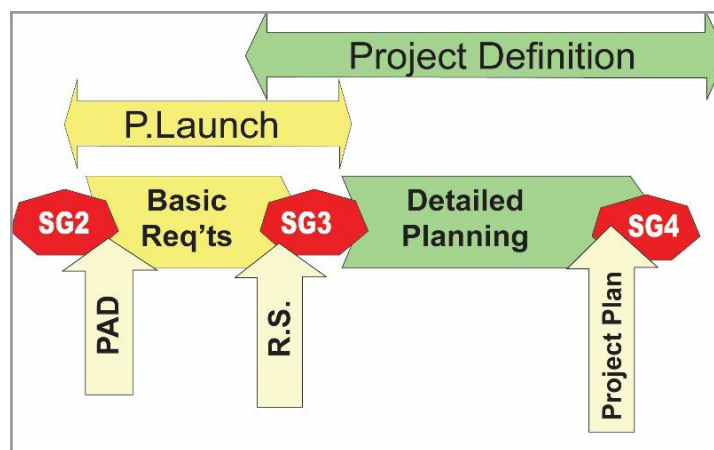 Project Definition
P.Launch
SG2
Basic
Req'ts
SG3
Detailed
Planning
SG4
PAD
R.S.
Project Plan